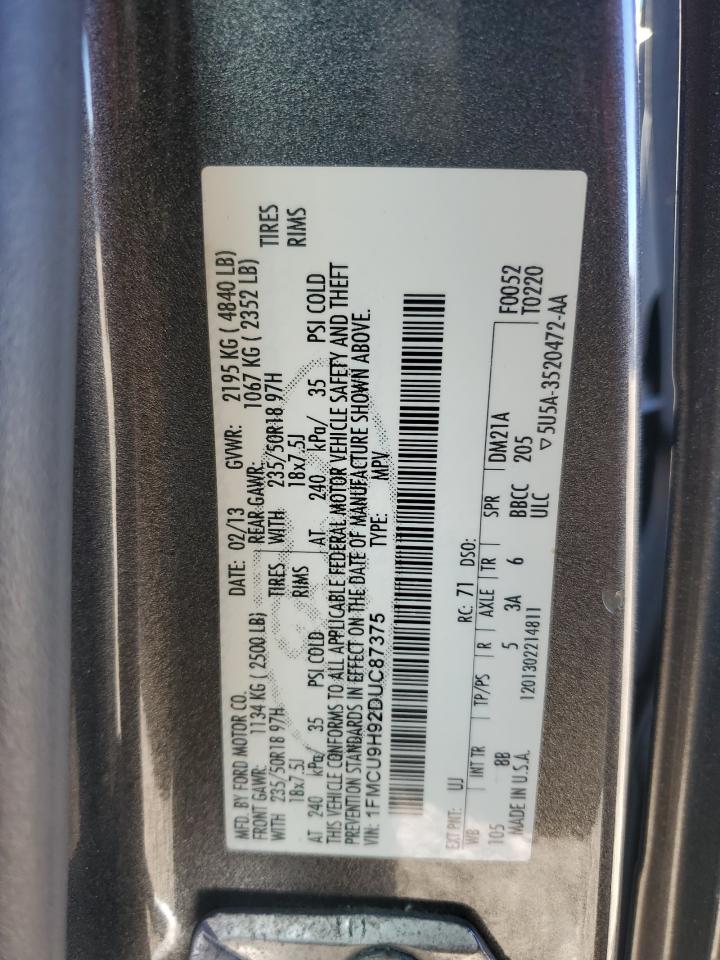 MFD. BY FORD MOTOR CO.
DATE: 02/13 GVWR: 2195 KG ( 4840 LB)
FRONT GAWR: 1134 KG ( 2500 LB) REAR GAWR: 1067 KG ( 2352 LB)
WITH 235/50R18 97H TIRES WITH 235/50R18 97H TIRES
18x7.5J RIMS 18x7.5J RIMS
AT 240 kPa/ 35 PSI COLD AT 240 kPa/ 35 PSI COLD
THIS VEHICLE CONFORMS TO ALL APPLICABLE FEDERAL MOTOR VEHICLE SAFETY AND THEFT
PREVENTION STANDARDS IN EFFECT ON THE DATE OF MANUFACTURE SHOWN ABOVE.
VIN: 1FMCU9H92DUC87375 TYPE: MPV
EXT PNT: UJ RC: 71 DSO: F0052
WB INT TR TP/PS R AXLE TR SPR DM21A T0220
105 8B 5 3A 6 BBCC 205
MADE IN U.S.A. 1201302214811 ULC ▽5U5A-3520472-AA